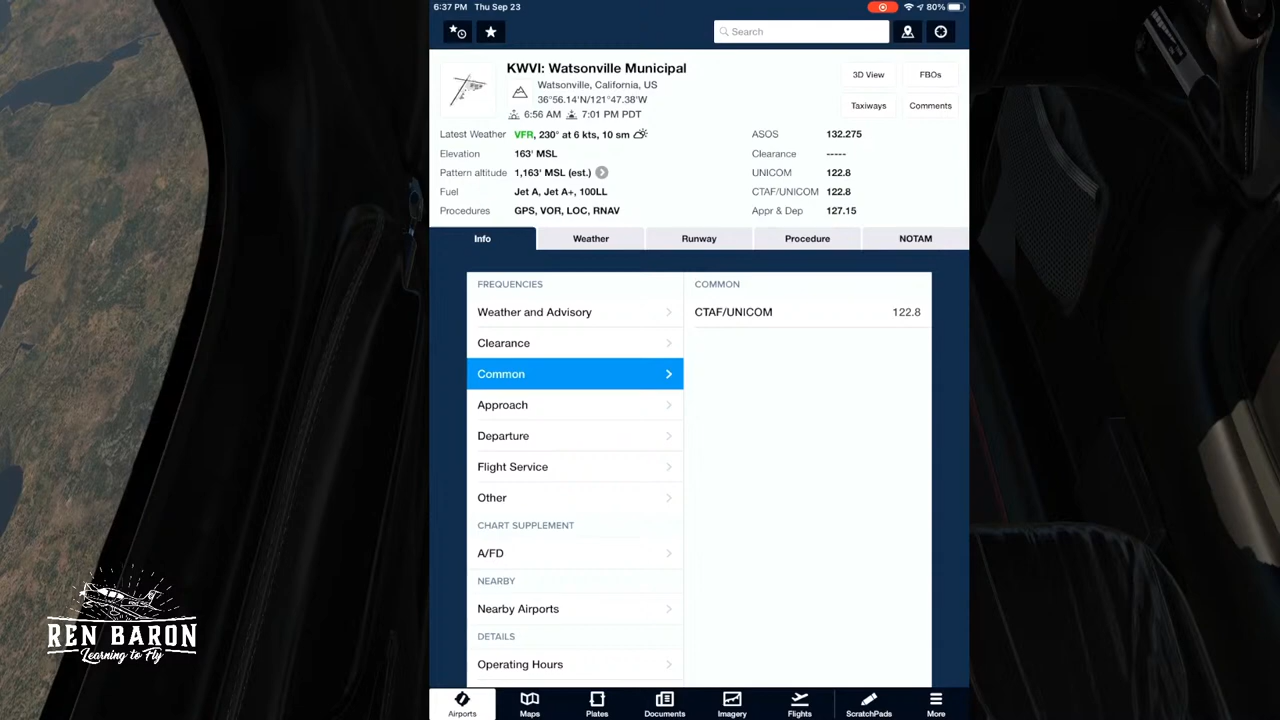 6:37 PM Thu Sep 23
80%
Search
KWVI: Watsonville Municipal
Watsonville, California, US
36°56.14'N/121°47.38'W
6:56 AM 7:01 PM PDT
3D View
FBOs
Taxiways
Comments
Latest Weather VFR, 230° at 6 kts, 10 sm
Elevation 163' MSL
Pattern altitude 1,163' MSL (est.)
Fuel Jet A, Jet A+, 100LL
Procedures GPS, VOR, LOC, RNAV
ASOS 132.275
Clearance -----
UNICOM 122.8
CTAF/UNICOM 122.8
Appr & Dep 127.15
Info
Weather
Runway
Procedure
NOTAM
FREQUENCIES
Weather and Advisory
Clearance
Common
Approach
Departure
Flight Service
Other
CHART SUPPLEMENT
A/FD
NEARBY
Nearby Airports
DETAILS
Operating Hours
COMMON
CTAF/UNICOM 122.8
REN BARON
Learning to Fly
Airports
Maps
Plates
Documents
Imagery
Flights
ScratchPads
More